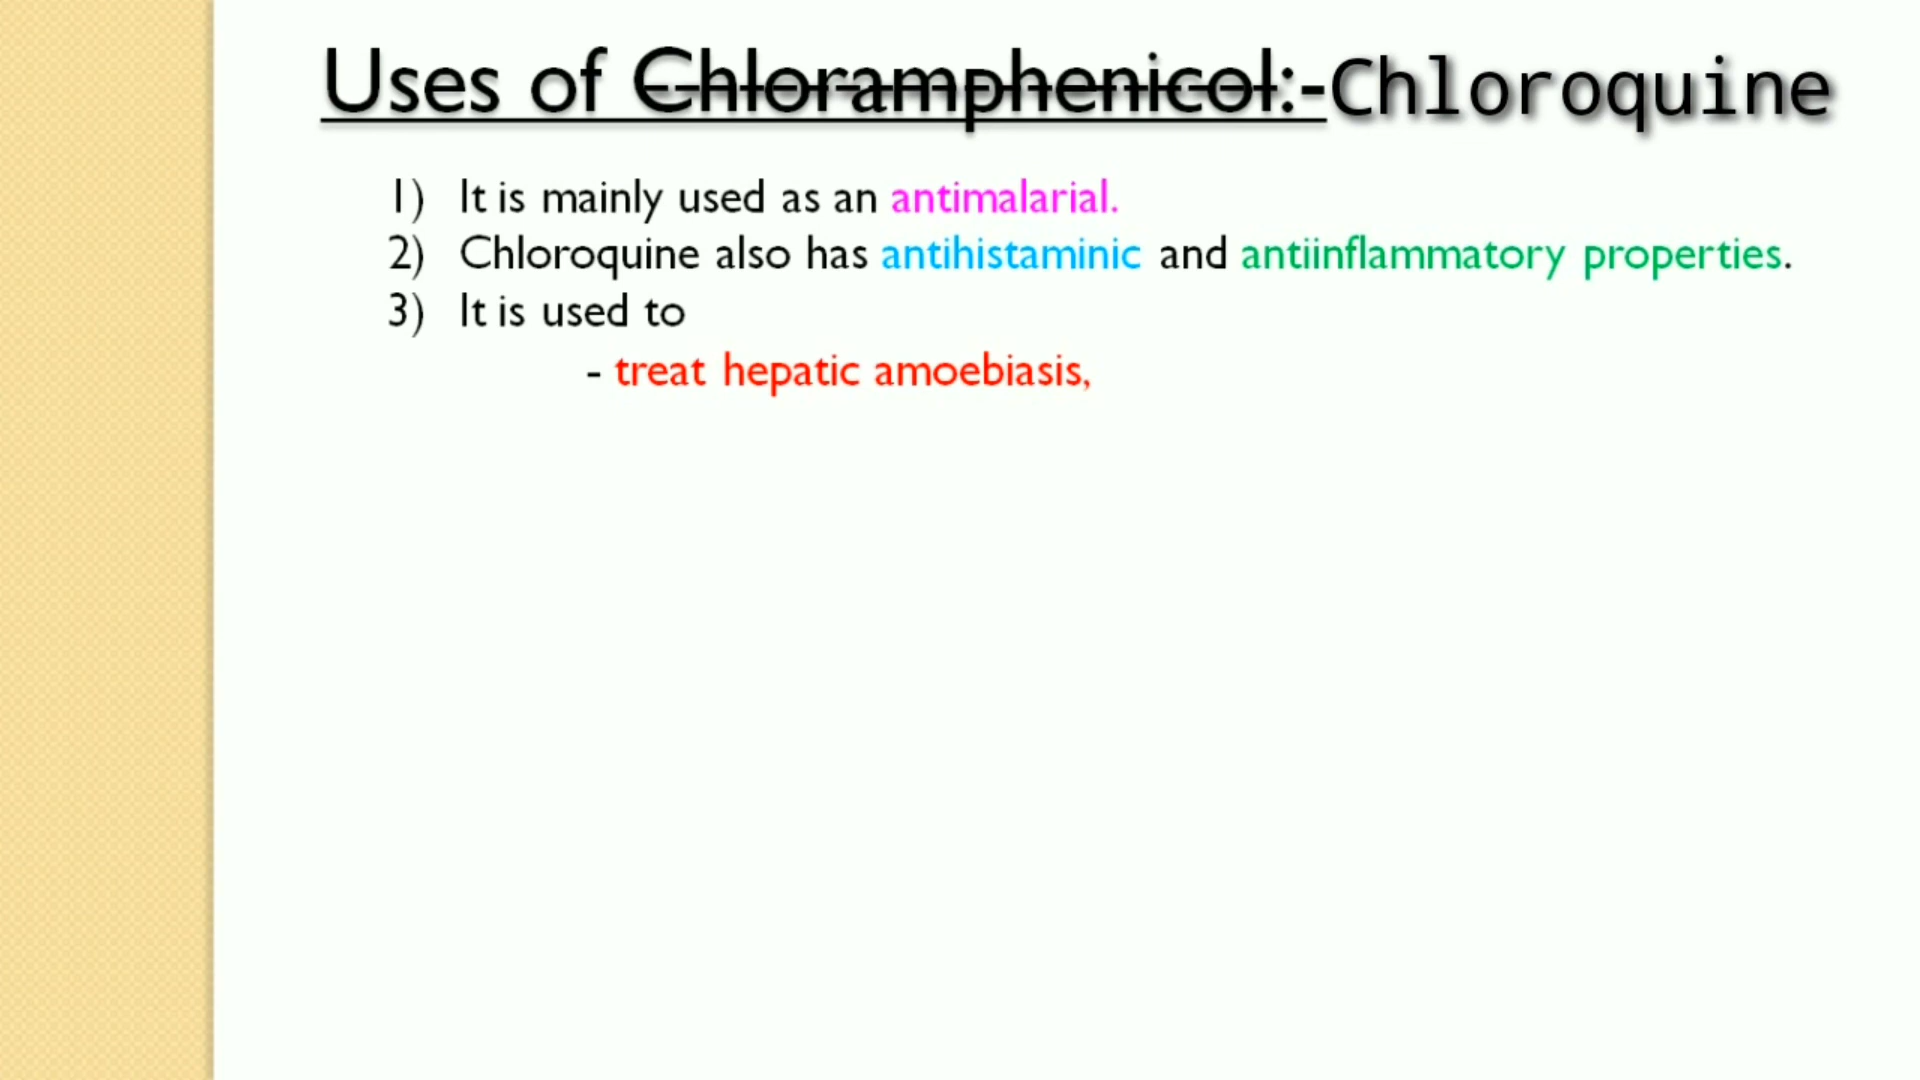 Uses of Chloramphenicol:-Chloroquine
1) It is mainly used as an antimalarial.
2) Chloroquine also has antihistaminic and antiinflammatory properties.
3) It is used to
- treat hepatic amoebiasis,